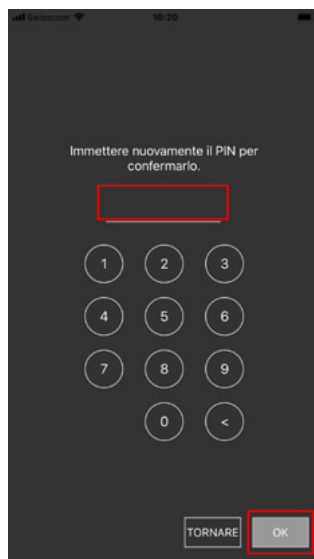 Swisscom 10:20
Immettere nuovamente il PIN per
confermarlo.
1 2 3
4 5 6
7 8 9
0 <
TORNARE OK